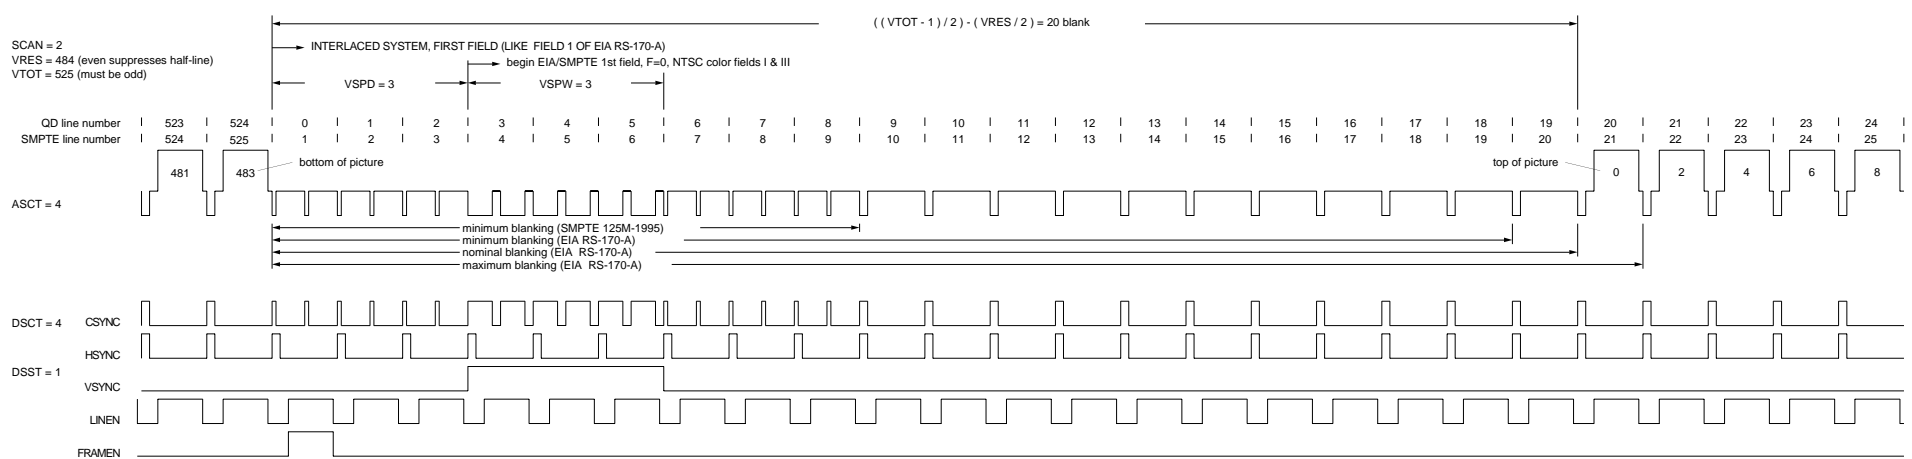 ( ( VTOT - 1 ) / 2 ) - ( VRES / 2 ) = 20 blank
SCAN = 2
VRES = 484 (even suppresses half-line)
VTOT = 525 (must be odd)
INTERLACED SYSTEM, FIRST FIELD (LIKE FIELD 1 OF EIA RS-170-A)
begin EIA/SMPTE 1st field, F=0, NTSC color fields I & III
VSPD = 3 VSPW = 3
QD line number 523 524 0 1 2 3 4 5 6 7 8 9 10 11 12 13 14 15 16 17 18 19 20 21 22 23 24
SMPTE line number 524 525 1 2 3 4 5 6 7 8 9 10 11 12 13 14 15 16 17 18 19 20 21 22 23 24 25
bottom of picture top of picture
481 483 0 2 4 6 8
ASCT = 4
minimum blanking (SMPTE 125M-1995)
minimum blanking (EIA RS-170-A)
nominal blanking (EIA RS-170-A)
maximum blanking (EIA RS-170-A)
DSCT = 4 CSYNC
HSYNC
DSST = 1
VSYNC
LINEN
FRAMEN